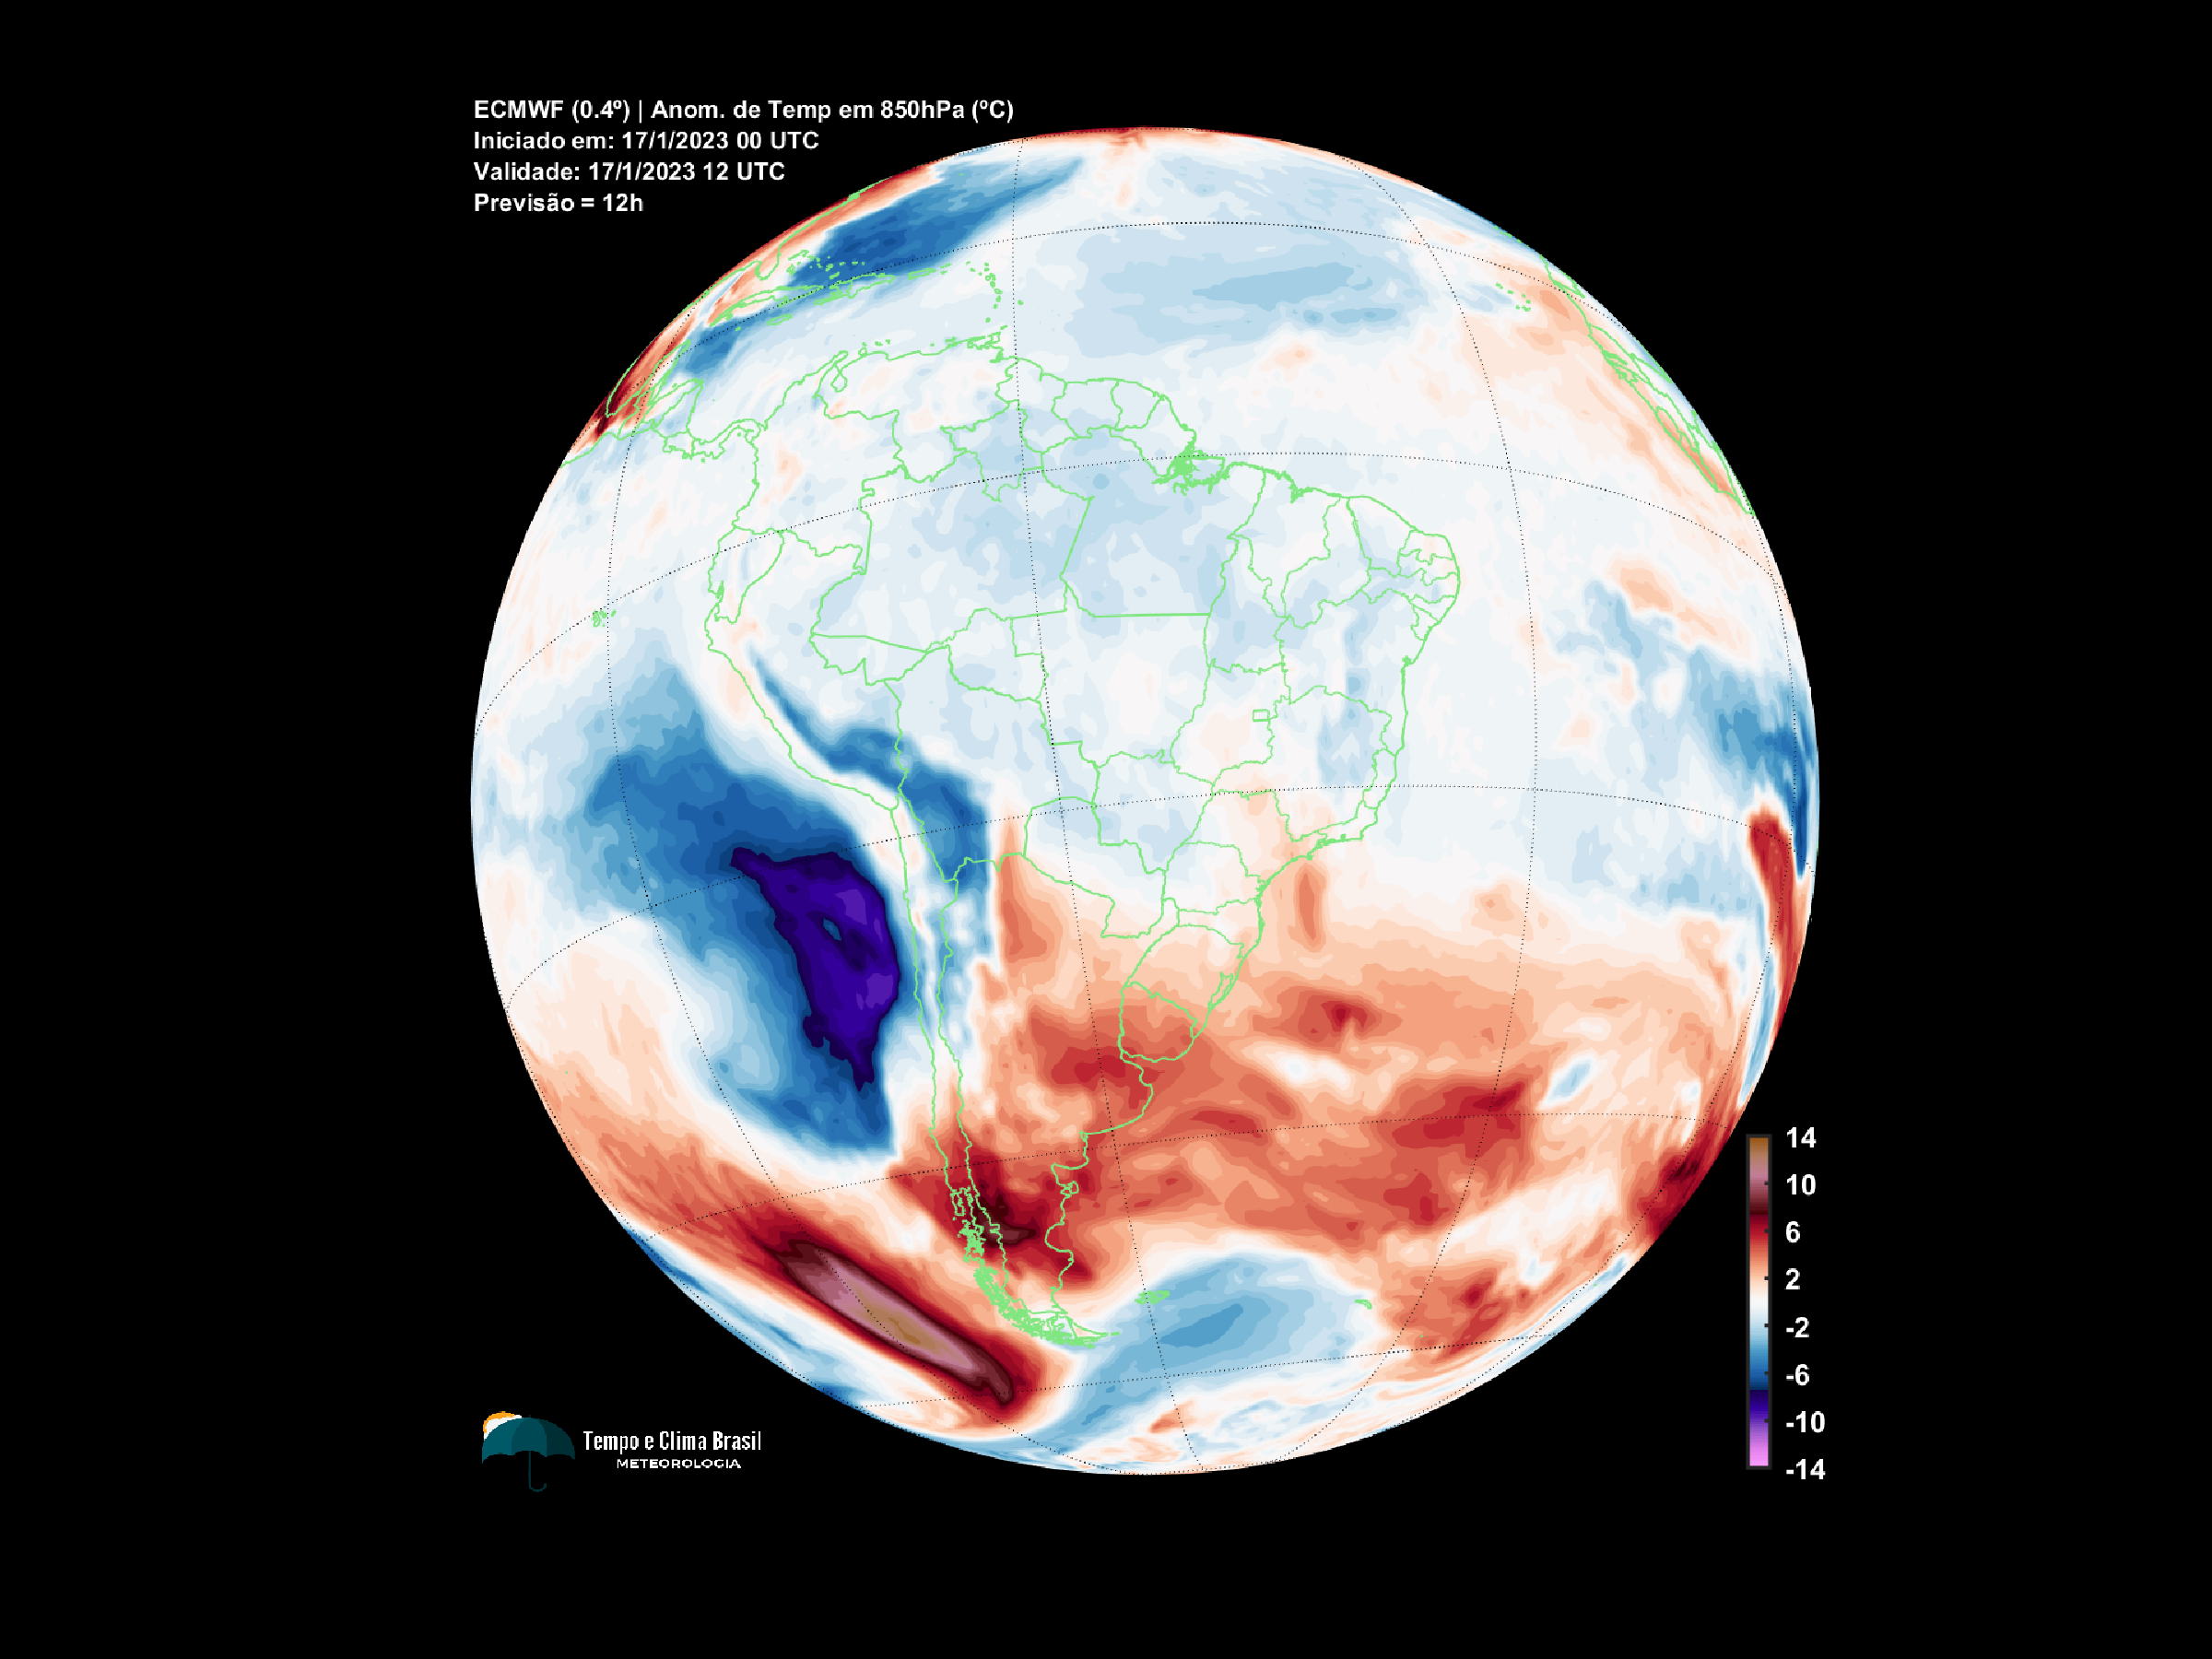 ECMWF (0.4º) | Anom. de Temp em 850hPa (ºC)
Iniciado em: 17/1/2023 00 UTC
Validade: 17/1/2023 12 UTC
Previsão = 12h
14
10
6
2
-2
-6
-10
-14
Tempo e Clima Brasil
METEOROLOGIA